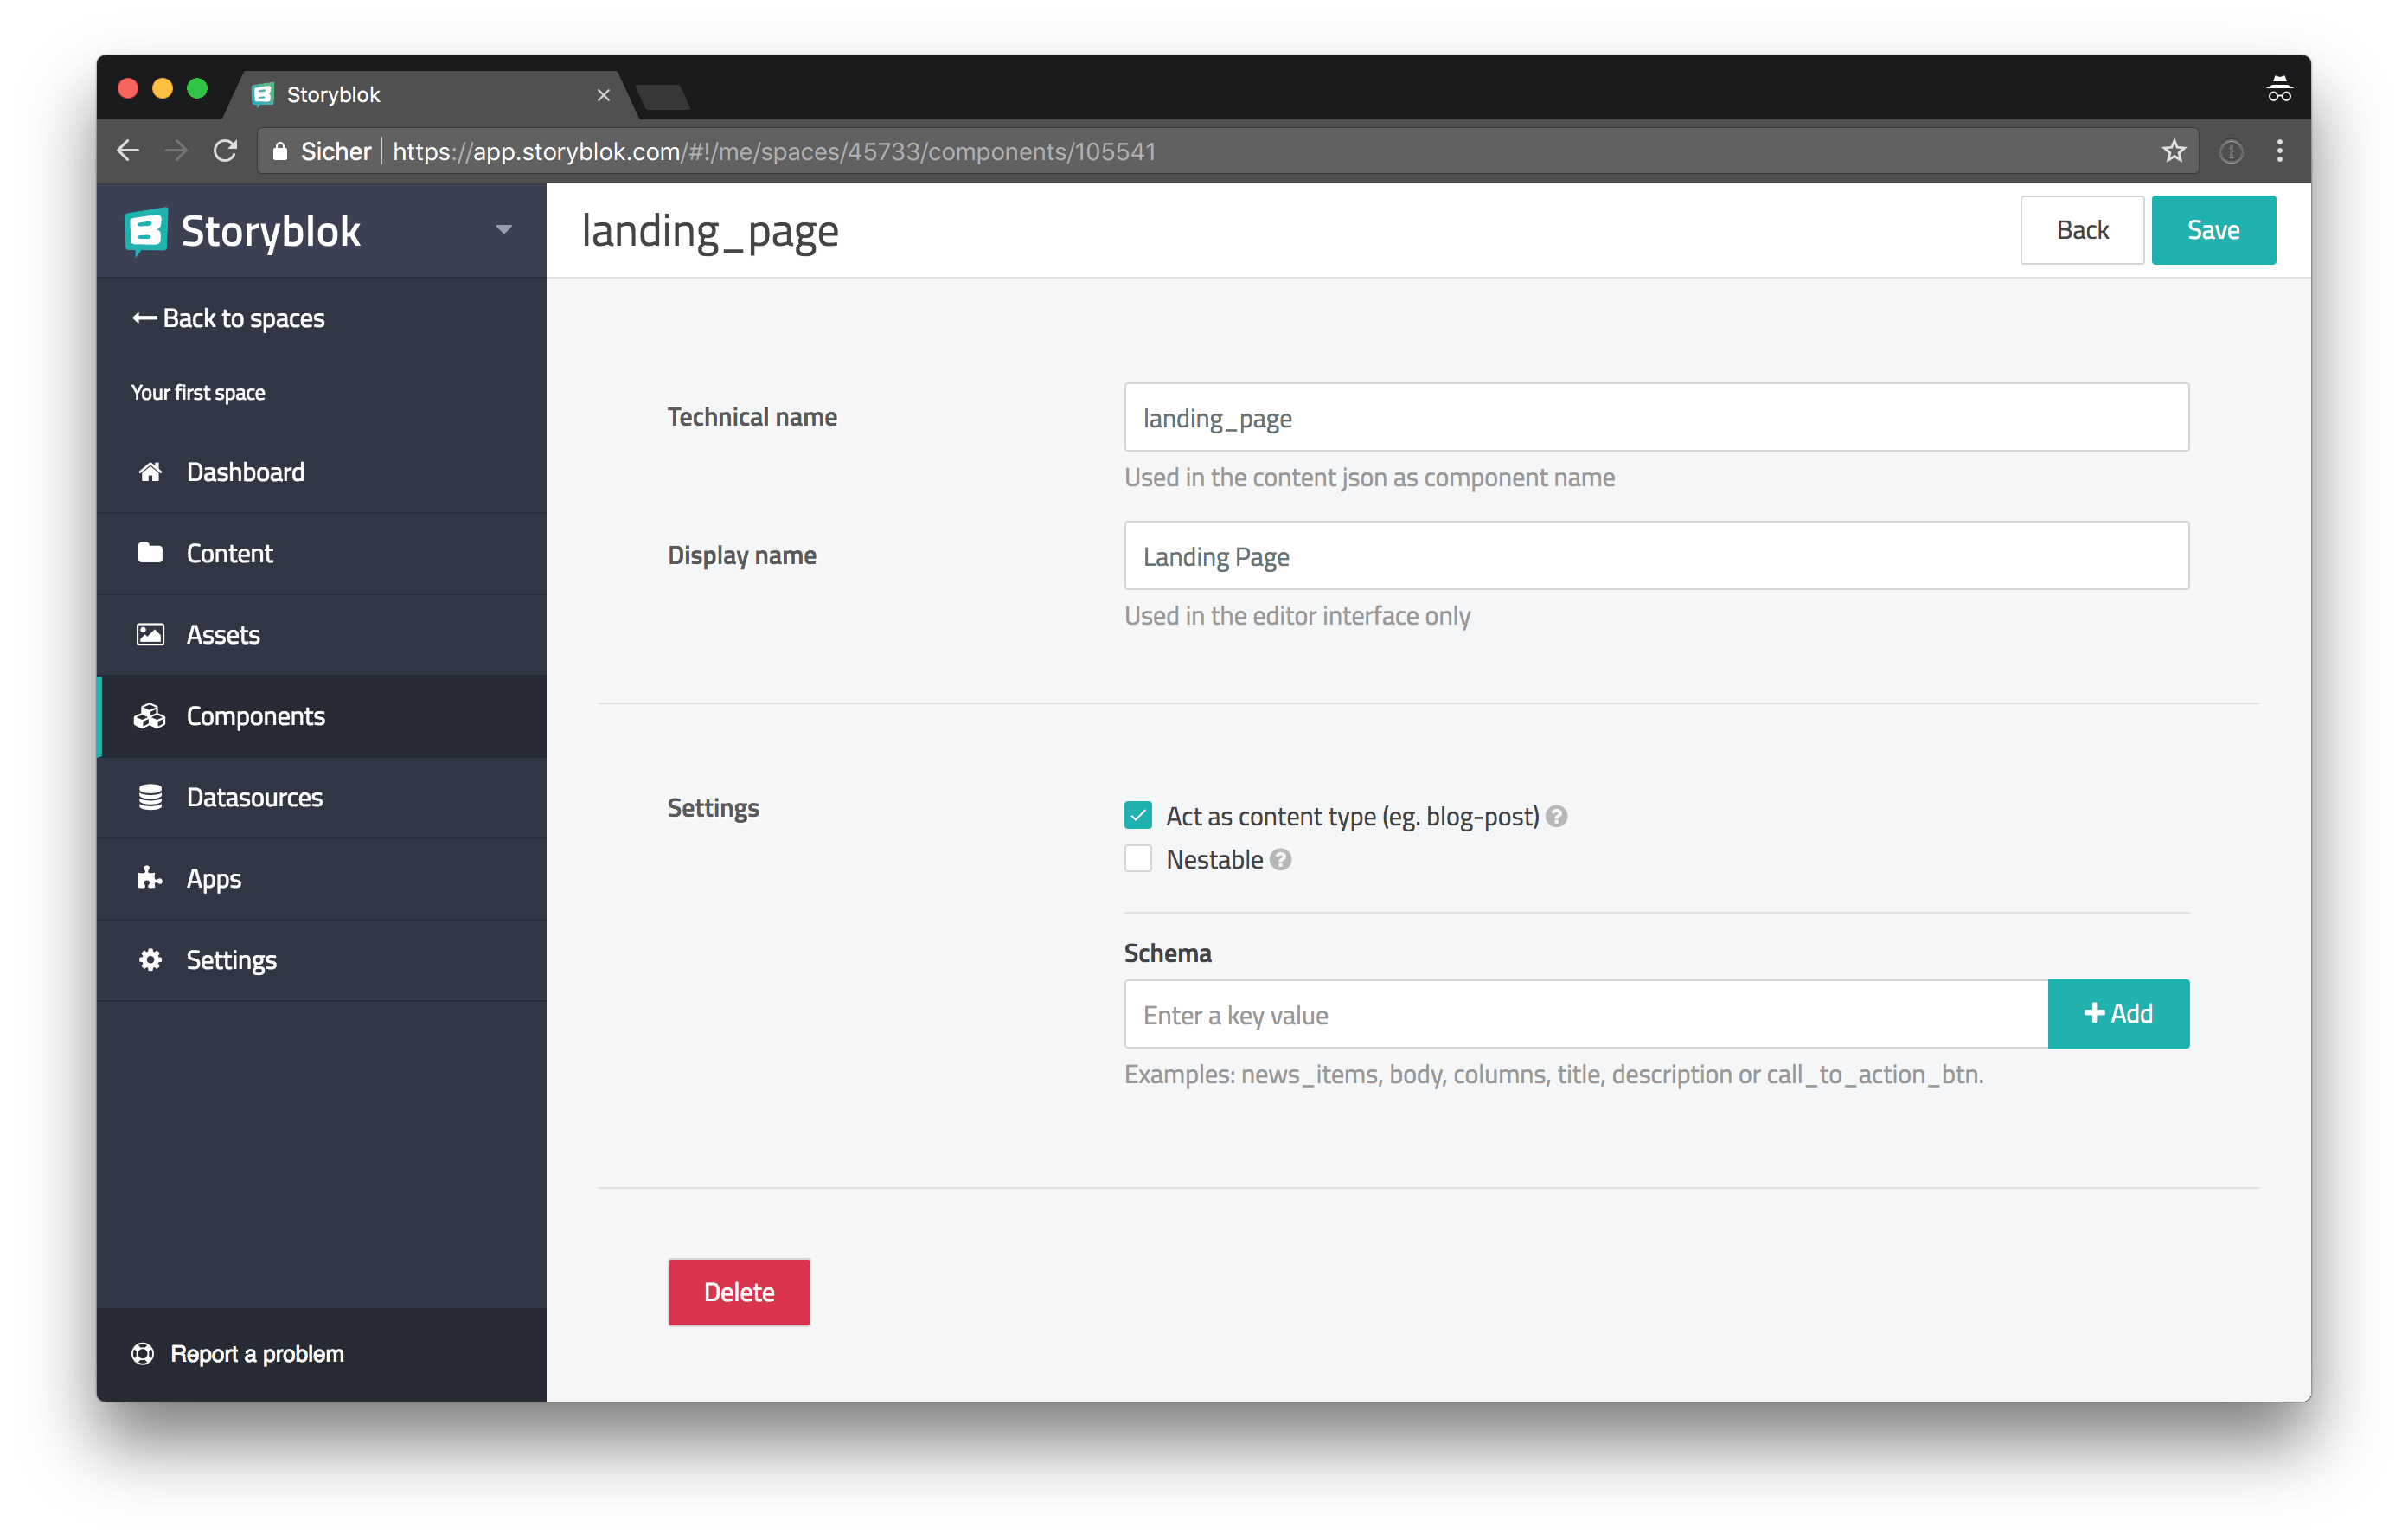 Storyblok
Sicher https://app.storyblok.com/#!/me/spaces/45733/components/105541
Storyblok
landing_page
Back
Save
Back to spaces
Your first space
Dashboard
Content
Assets
Components
Datasources
Apps
Settings
Report a problem
Technical name
landing_page
Used in the content json as component name
Display name
Landing Page
Used in the editor interface only
Settings
Act as content type (eg. blog-post) ?
Nestable ?
Schema
Enter a key value
Add
Examples: news_items, body, columns, title, description or call_to_action_btn.
Delete